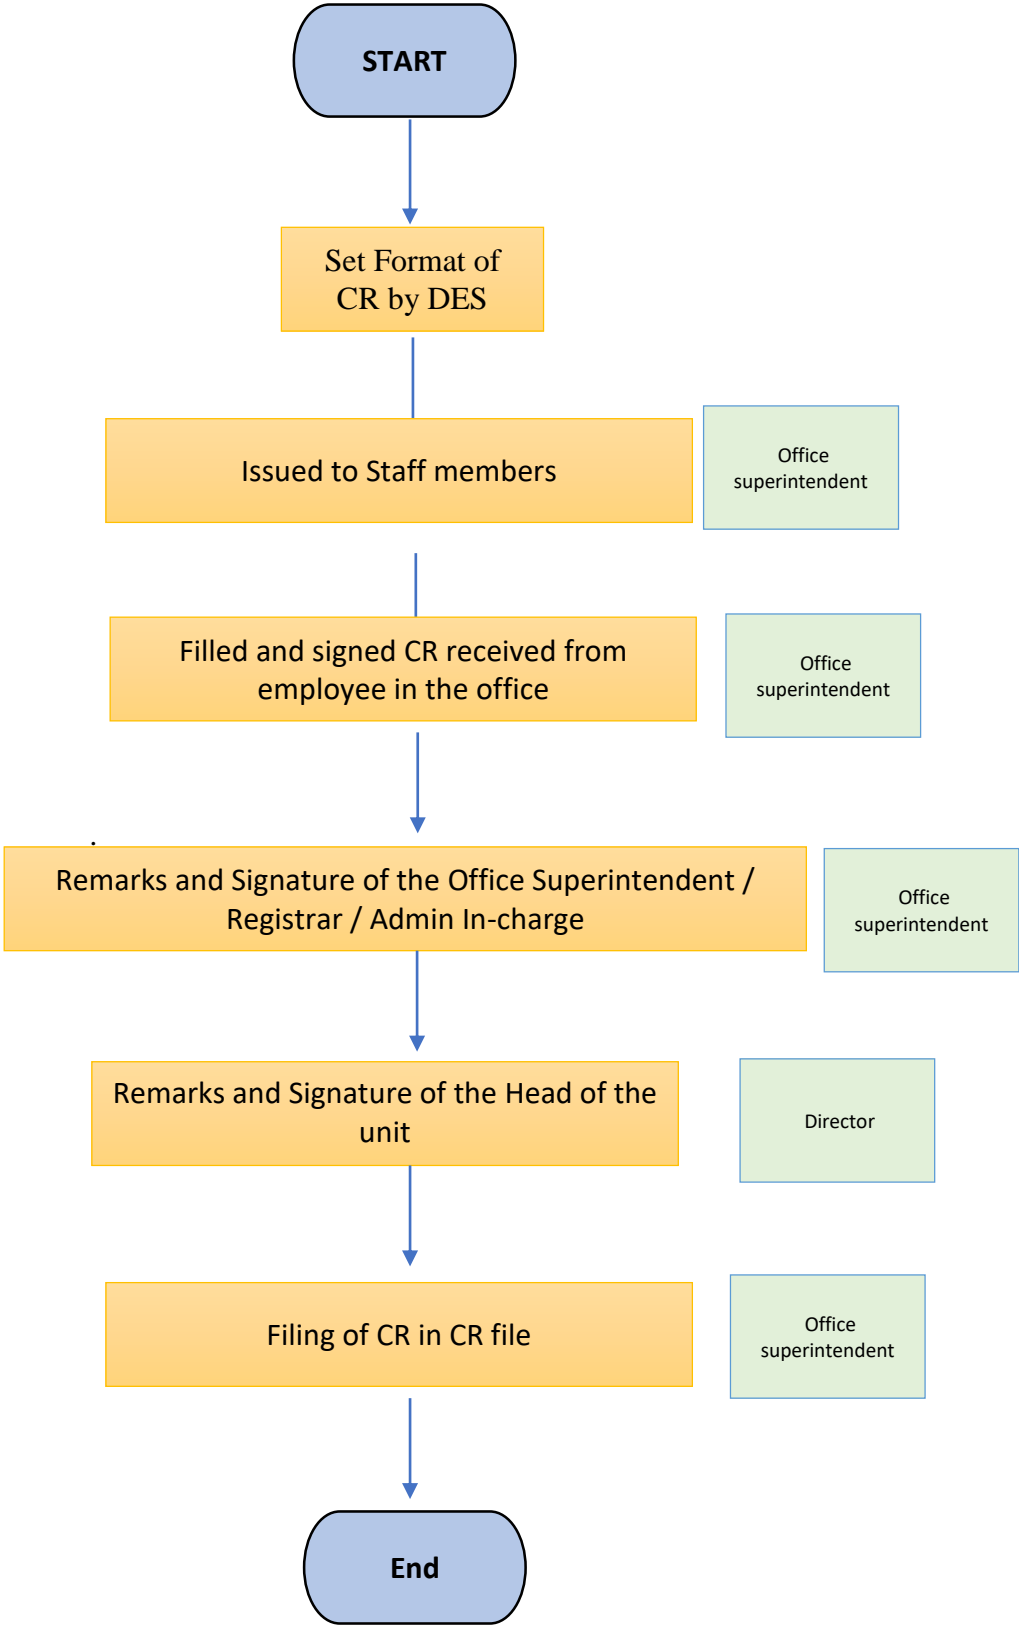 START
Set Format of
CR by DES
Issued to Staff members
Office
superintendent
Filled and signed CR received from
employee in the office
Office
superintendent
.
Remarks and Signature of the Office Superintendent /
Registrar / Admin In-charge
Office
superintendent
Remarks and Signature of the Head of the
unit
Director
Filing of CR in CR file
Office
superintendent
End